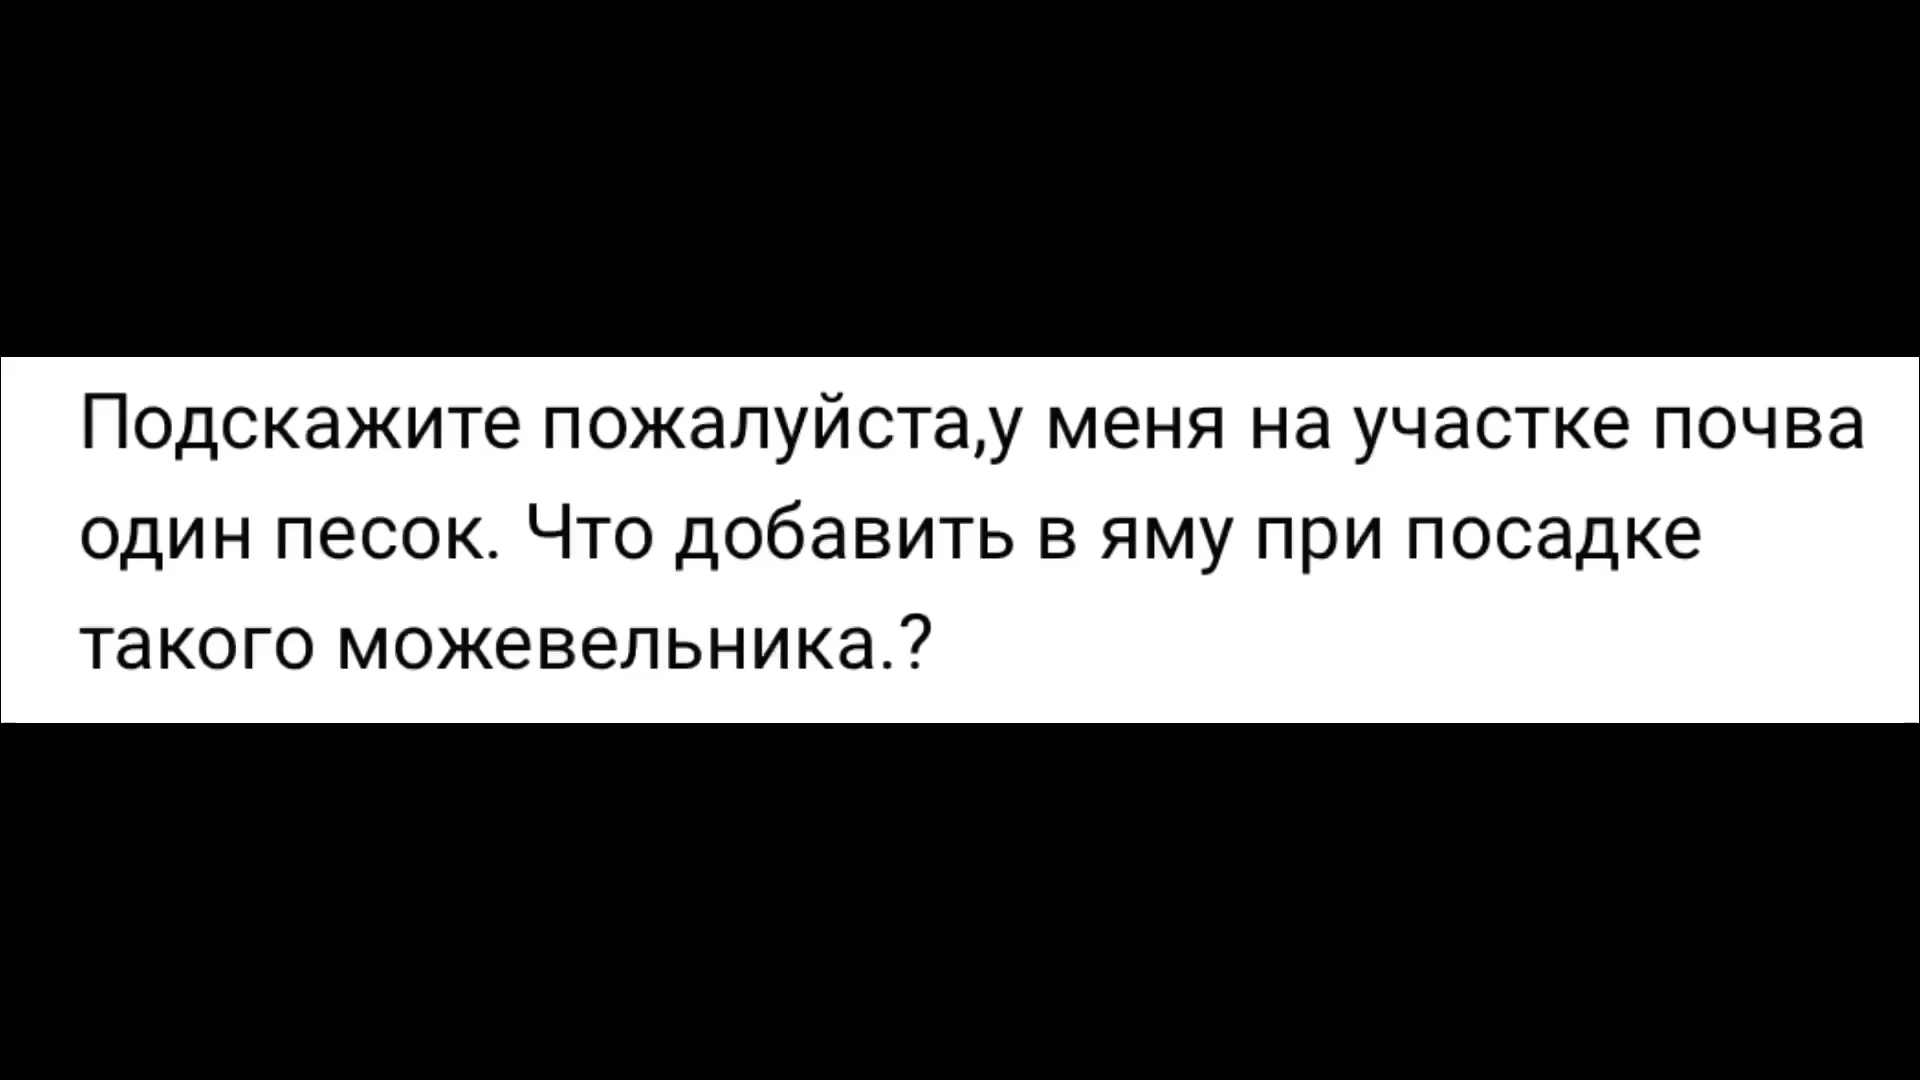 Подскажите пожалуйста,у меня на участке почва
один песок. Что добавить в яму при посадке
такого можевельника.?